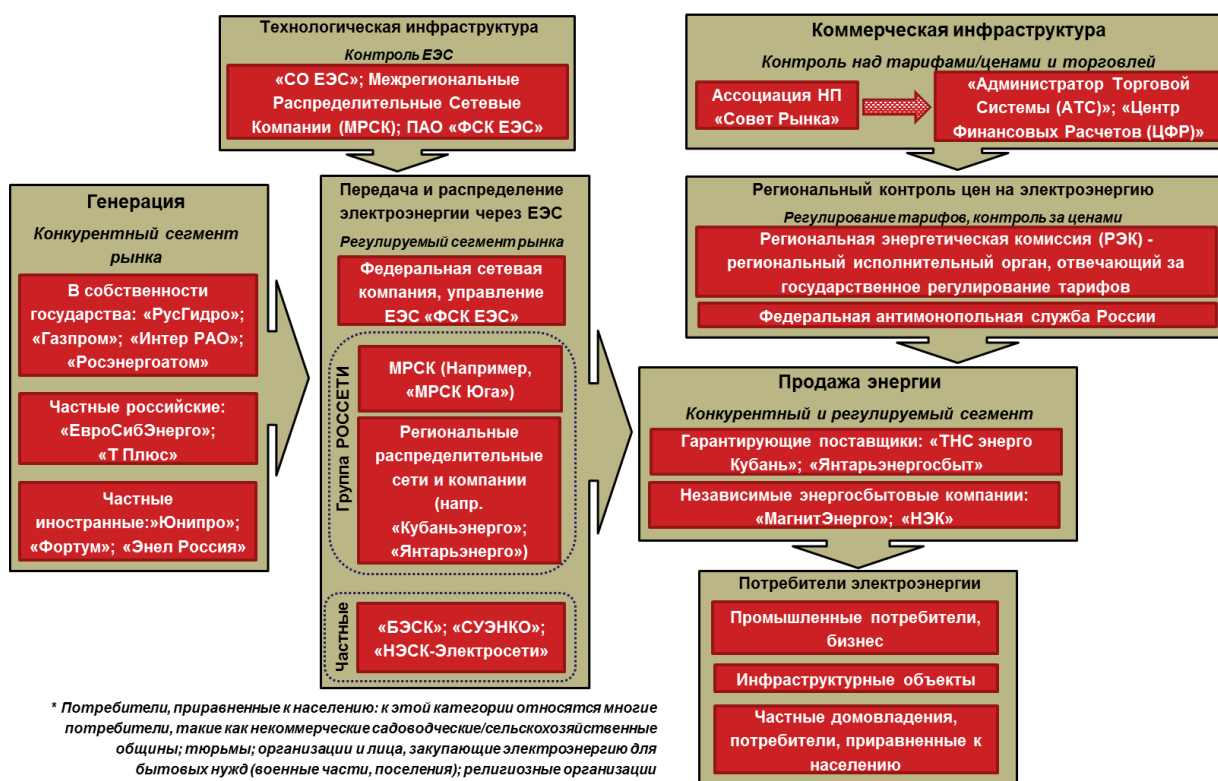 Технологическая инфраструктура
Контроль ЕЭС
«СО ЕЭС»; Межрегиональные
Распределительные Сетевые
Компании (МРСК); ПАО «ФСК ЕЭС»
Коммерческая инфраструктура
Контроль над тарифами/ценами и торговлей
Ассоциация НП
«Совет Рынка»
«Администратор Торговой
Системы (АТС)»; «Центр
Финансовых Расчетов (ЦФР)»
Генерация
Конкурентный сегмент
рынка
В собственности
государства: «РусГидро»;
«Газпром»; «Интер РАО»;
«Росэнергоатом»
Частные российские:
«ЕвроСибЭнерго»;
«Т Плюс»
Частные
иностранные:»Юнипро»;
«Фортум»; «Энел Россия»
Передача и распределение
электроэнергии через ЕЭС
Регулируемый сегмент рынка
Федеральная сетевая
компания, управление
ЕЭС «ФСК ЕЭС»
Группа РОССЕТИ
МРСК (Например,
«МРСК Юга»)
Региональные
распределительные
сети и компании
(напр.
«Кубаньэнерго»;
«Янтарьэнерго»)
Частные
«БЭСК»; «СУЭНКО»;
«НЭСК-Электросети»
Региональный контроль цен на электроэнергию
Регулирование тарифов, контроль за ценами
Региональная энергетическая комиссия (РЭК) -
региональный исполнительный орган, отвечающий за
государственное регулирование тарифов
Федеральная антимонопольная служба России
Продажа энергии
Конкурентный и регулируемый сегмент
Гарантирующие поставщики: «ТНС энерго
Кубань»; «Янтарьэнергосбыт»
Независимые энергосбытовые компании:
«МагнитЭнерго»; «НЭК»
Потребители электроэнергии
Промышленные потребители,
бизнес
Инфраструктурные объекты
Частные домовладения,
потребители, приравненные к
населению
* Потребители, приравненные к населению: к этой категории относятся многие
потребители, такие как некоммерческие садоводческие/сельскохозяйственные
общины; тюрьмы; организации и лица, закупающие электроэнергию для
бытовых нужд (военные части, поселения); религиозные организации